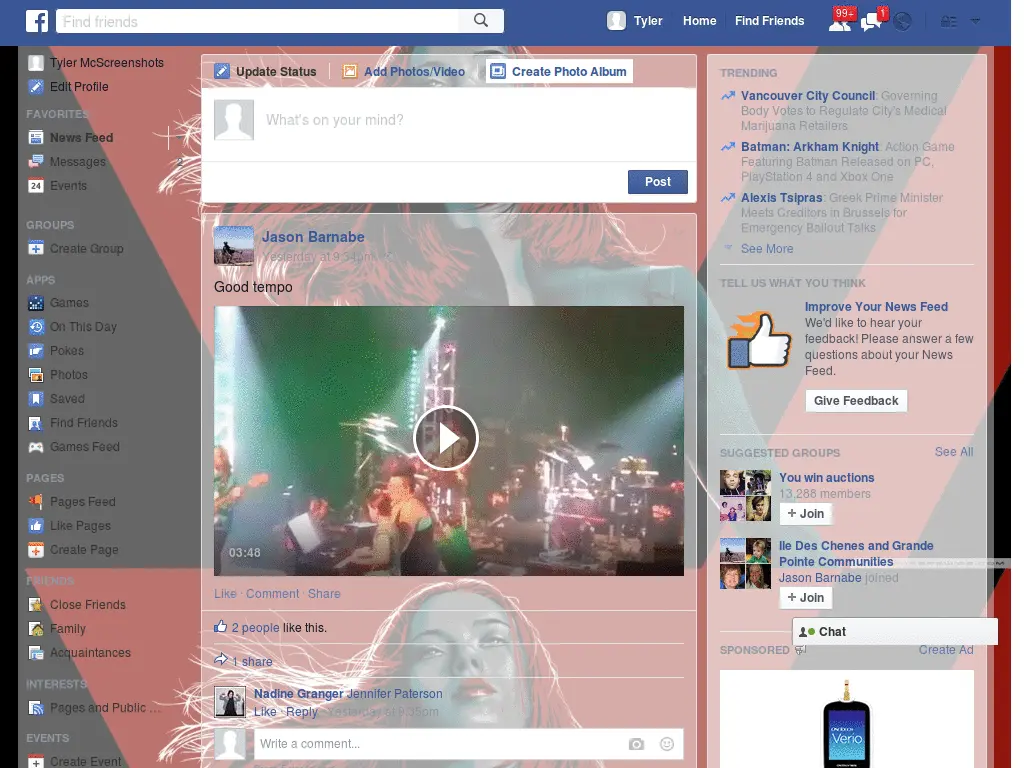 f
Find friends
Tyler
Home
Find Friends
99+
1
Tyler McScreenshots
Edit Profile
FAVORITES
News Feed
Messages
2
Events
24
GROUPS
Create Group
APPS
Games
On This Day
Pokes
Photos
Saved
Find Friends
Games Feed
PAGES
Pages Feed
Like Pages
Create Page
FRIENDS
Close Friends
Family
Acquaintances
INTERESTS
Pages and Public ...
EVENTS
Create Event
Update Status
Add Photos/Video
Create Photo Album
What's on your mind?
Post
Jason Barnabe
Yesterday at 9:34pm
Good tempo
03:48
Like · Comment · Share
2 people like this.
1 share
Nadine Granger Jennifer Paterson
Like · Reply · Yesterday at 9:35pm
Write a comment...
TRENDING
Vancouver City Council: Governing
Body Votes to Regulate City's Medical
Marijuana Retailers
Batman: Arkham Knight: Action Game
Featuring Batman Released on PC,
PlayStation 4 and Xbox One
Alexis Tsipras: Greek Prime Minister
Meets Creditors in Brussels for
Emergency Bailout Talks
See More
TELL US WHAT YOU THINK
Improve Your News Feed
We'd like to hear your
feedback! Please answer a few
questions about your News
Feed.
Give Feedback
SUGGESTED GROUPS
See All
You win auctions
13,288 members
+ Join
Ile Des Chenes and Grande
Pointe Communities
Jason Barnabe joined
+ Join
Chat
SPONSORED
Create Ad
Verio